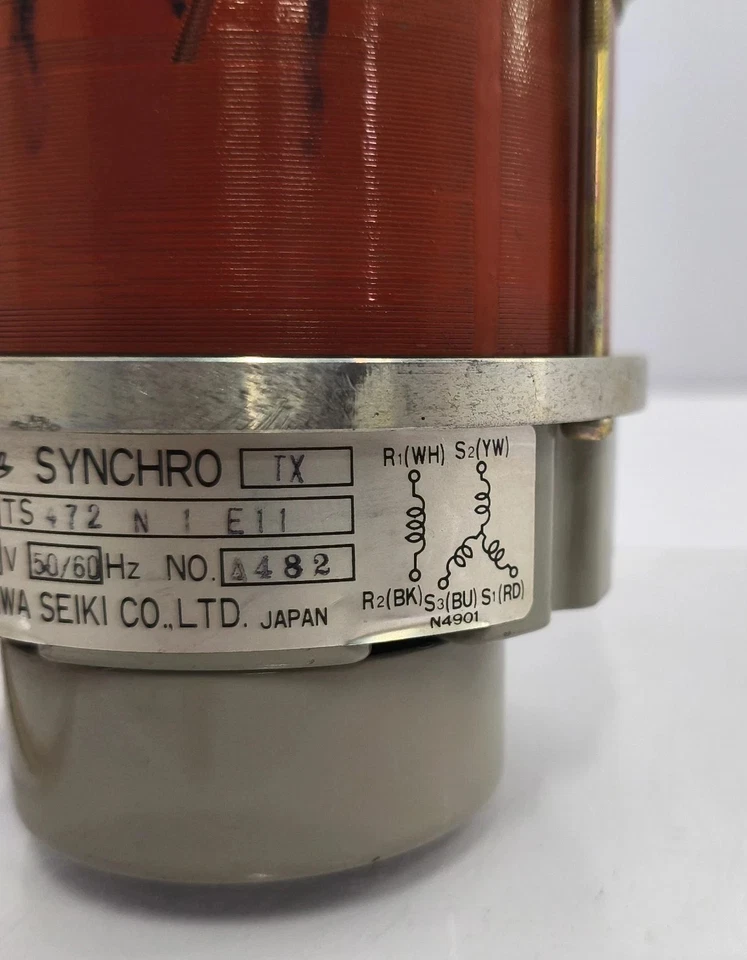 SYNCHRO TX
TS 472 N 1 E11
V 50/60 Hz NO. A482
WA SEIKI CO.,LTD. JAPAN
R1(WH) S2(YW)
R2(BK) S3(BU) S1(RD)
N4901